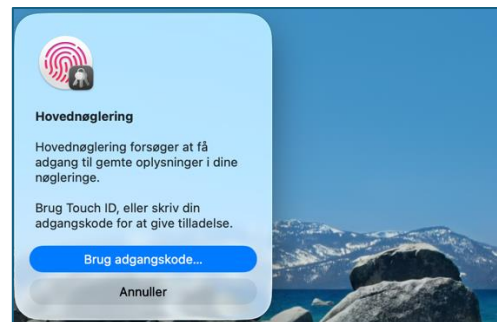 Hovednøglering
Hovednøglering forsøger at få
adgang til gemte oplysninger i dine
nøgleringe.
Brug Touch ID, eller skriv din
adgangskode for at give tilladelse.
Brug adgangskode...
Annuller